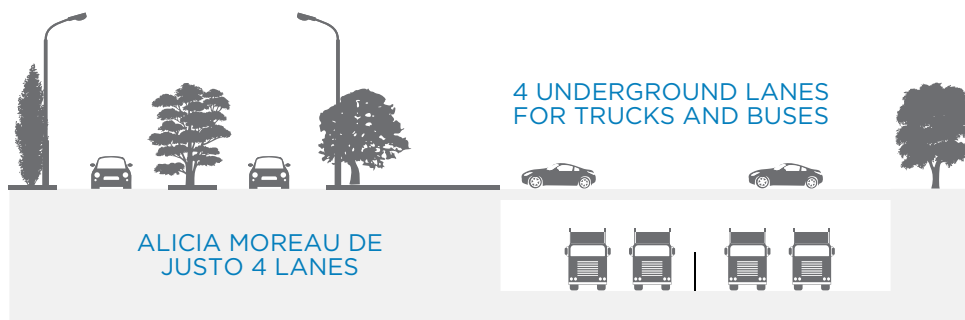 4 UNDERGROUND LANES
FOR TRUCKS AND BUSES
ALICIA MOREAU DE
JUSTO 4 LANES